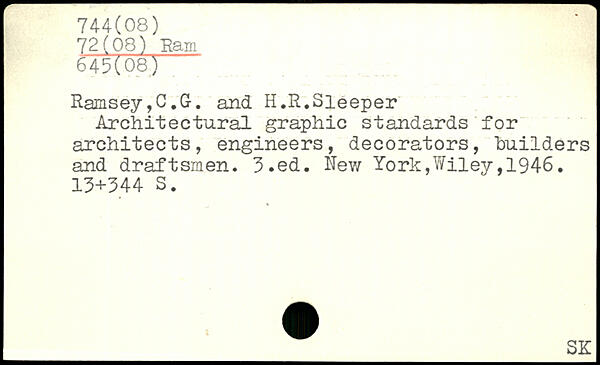 744(08)
72(08) Ram
645(08)
Ramsey,C.G. and H.R.Sleeper
Architectural graphic standards for
architects, engineers, decorators, builders
and draftsmen. 3.ed. New York,Wiley,1946.
13+344 S.
SK